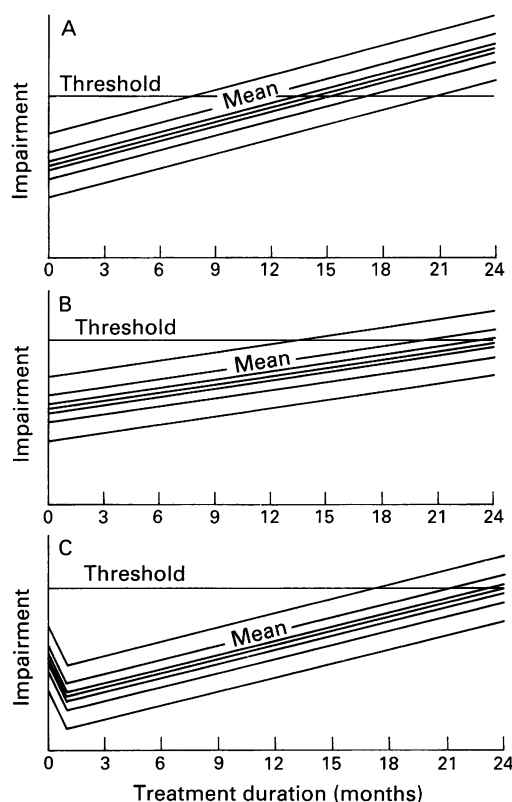 A
Threshold
Mean
Impairment
0 3 6 9 12 15 18 21 24
B
Threshold
Mean
Impairment
0 3 6 9 12 15 18 21 24
C
Threshold
Mean
Impairment
0 3 6 9 12 15 18 21 24
Treatment duration (months)